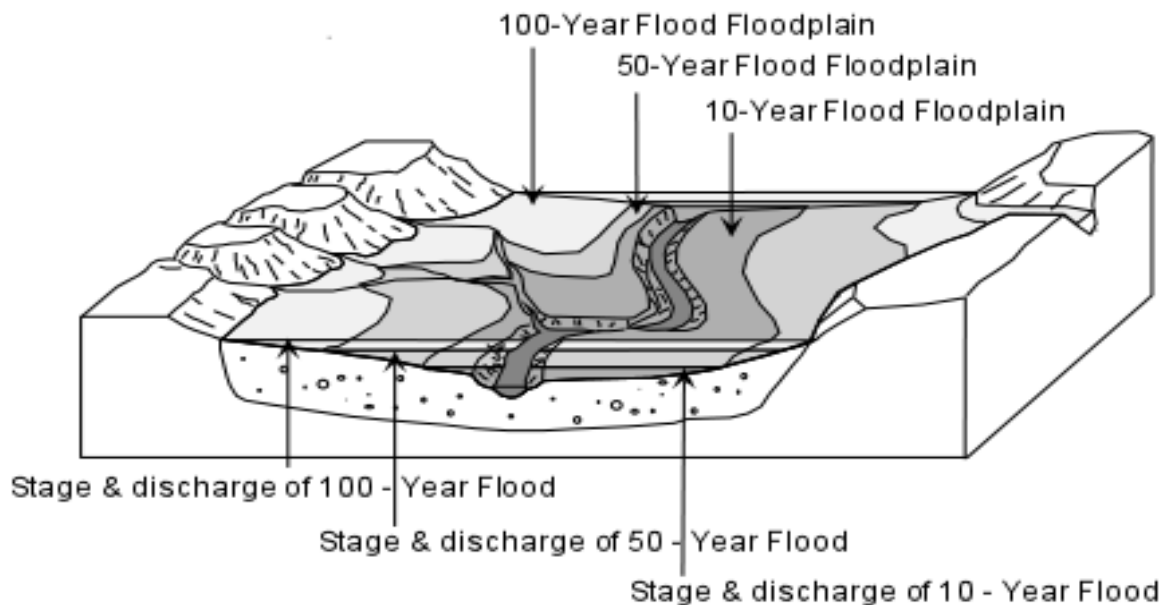 100-Year Flood Floodplain
50-Year Flood Floodplain
10-Year Flood Floodplain
Stage & discharge of 100 - Year Flood
Stage & discharge of 50 - Year Flood
Stage & discharge of 10 - Year Flood